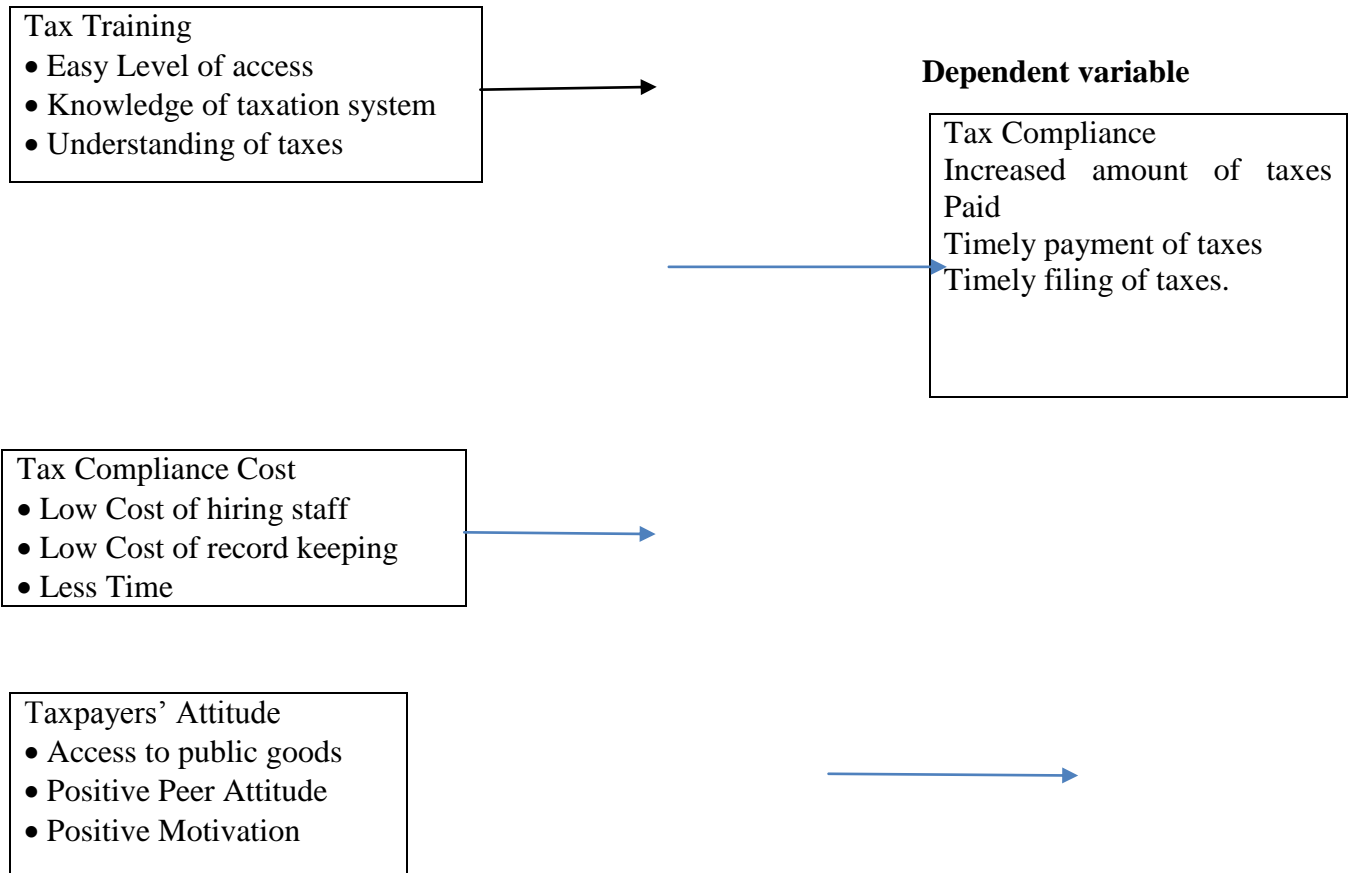 Tax Training
• Easy Level of access
• Knowledge of taxation system
• Understanding of taxes
Dependent variable
Tax Compliance
Increased amount of taxes
Paid
Timely payment of taxes
Timely filing of taxes.
Tax Compliance Cost
• Low Cost of hiring staff
• Low Cost of record keeping
• Less Time
Taxpayers’ Attitude
• Access to public goods
• Positive Peer Attitude
• Positive Motivation